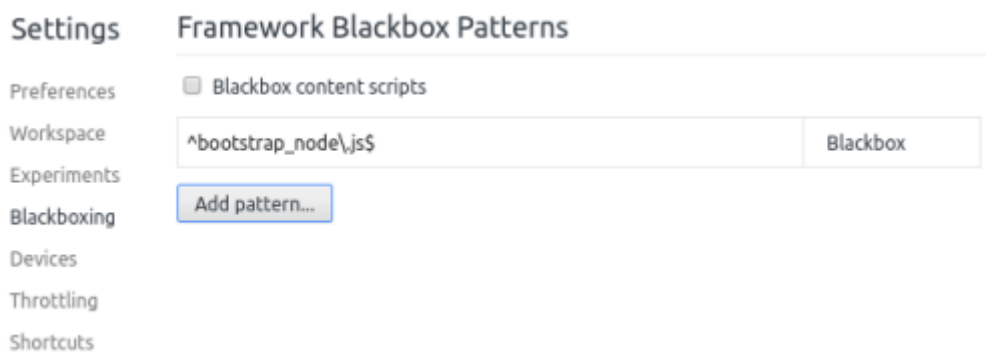 Settings
Framework Blackbox Patterns
Preferences
Blackbox content scripts
Workspace
^bootstrap_node\.js$
Blackbox
Experiments
Blackboxing
Add pattern...
Devices
Throttling
Shortcuts